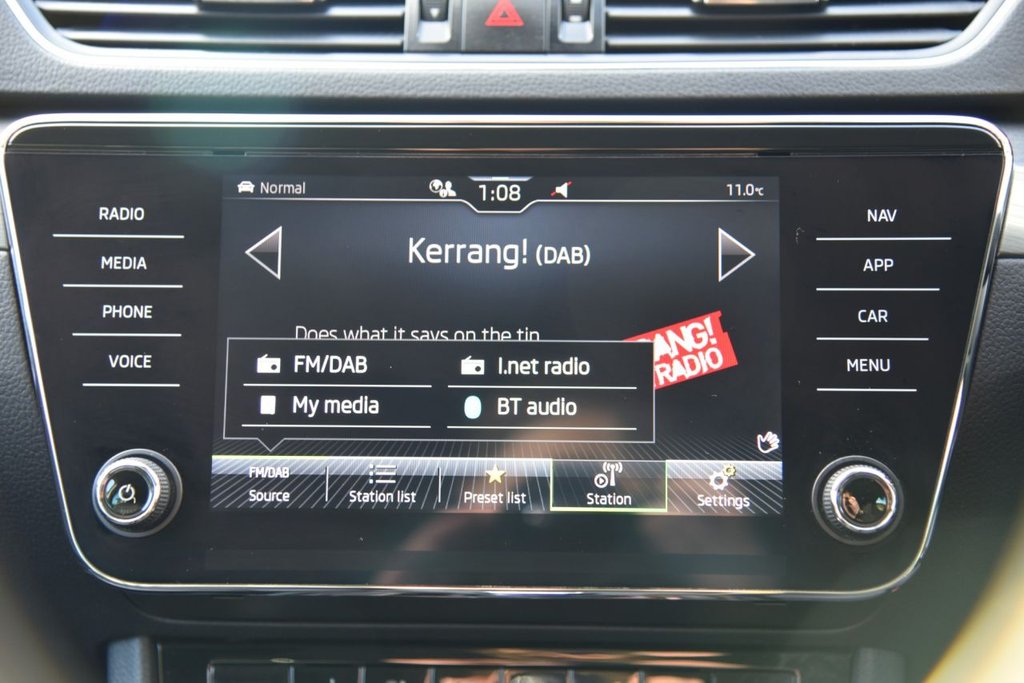 Normal 1:08 11.0°c
RADIO
MEDIA
PHONE
VOICE
Kerrang! (DAB)
Does what it says on the tin
ANG!
RADIO
FM/DAB
I.net radio
My media
BT audio
FM/DAB
Source
Station list
Preset list
Station
Settings
NAV
APP
CAR
MENU